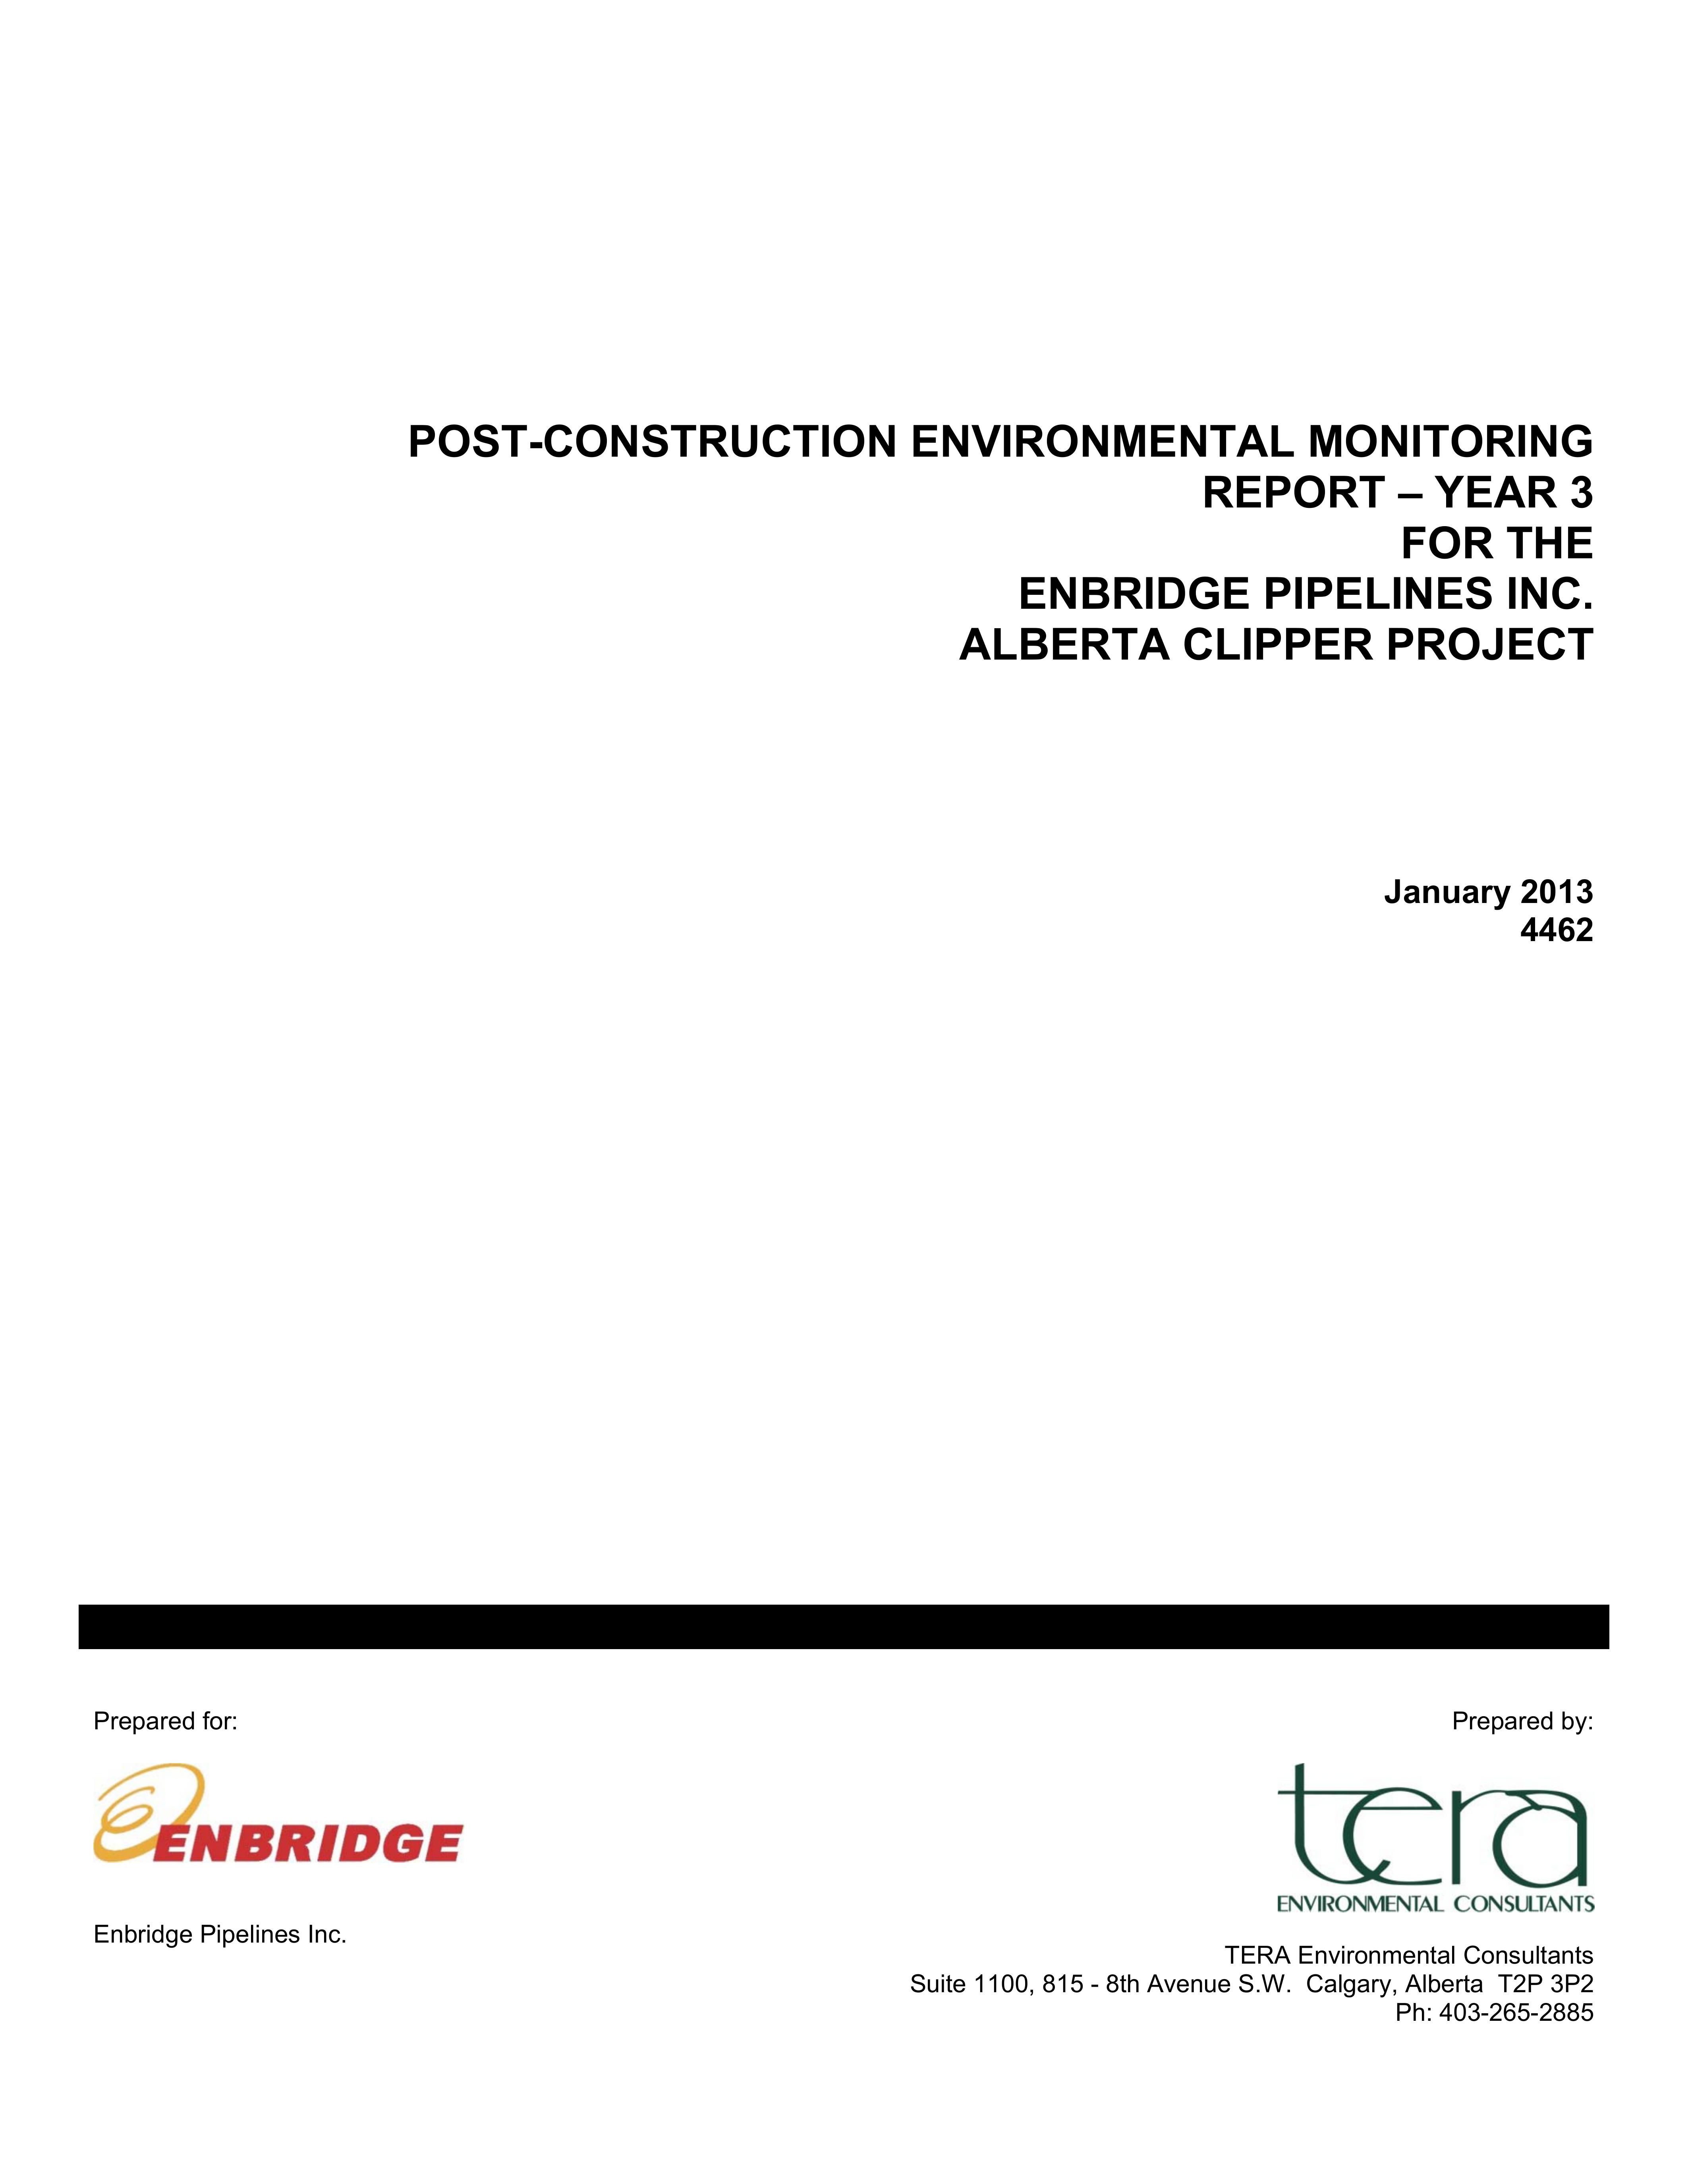 POST-CONSTRUCTION ENVIRONMENTAL MONITORING
REPORT – YEAR 3
FOR THE
ENBRIDGE PIPELINES INC.
ALBERTA CLIPPER PROJECT
January 2013
4462
Prepared for:
ENBRIDGE
Enbridge Pipelines Inc.
Prepared by:
tera
ENVIRONMENTAL CONSULTANTS
TERA Environmental Consultants
Suite 1100, 815 - 8th Avenue S.W. Calgary, Alberta T2P 3P2
Ph: 403-265-2885